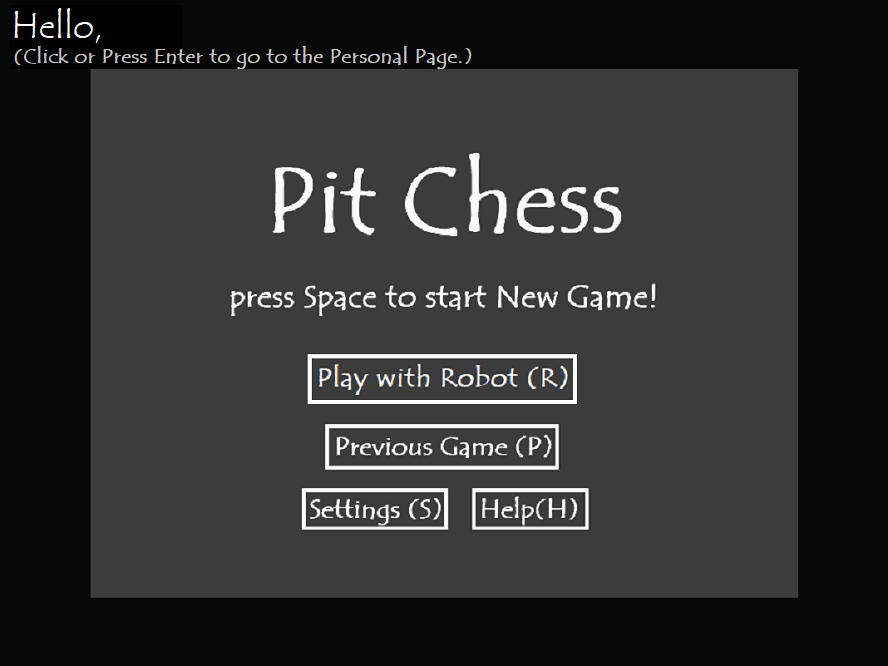 Hello,
(Click or Press Enter to go to the Personal Page.)
Pit Chess
press Space to start New Game!
Play with Robot (R)
Previous Game (P)
Settings (S) Help(H)